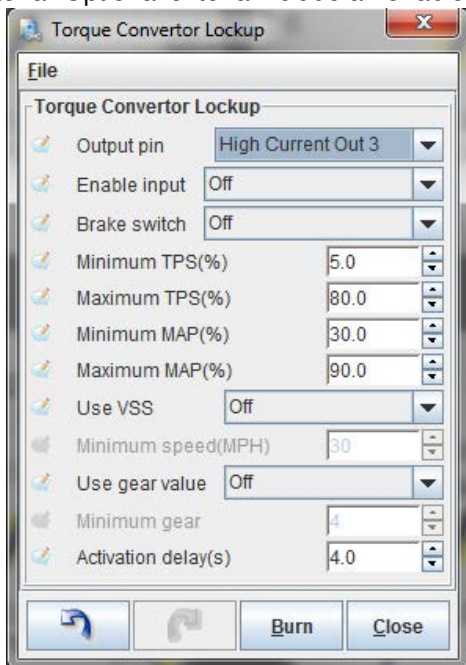 Torque Convertor Lockup
File
Torque Convertor Lockup
Output pin High Current Out 3
Enable input Off
Brake switch Off
Minimum TPS(%) 5.0
Maximum TPS(%) 80.0
Minimum MAP(%) 30.0
Maximum MAP(%) 90.0
Use VSS Off
Minimum speed(MPH) 30
Use gear value Off
Minimum gear 4
Activation delay(s) 4.0
Burn Close